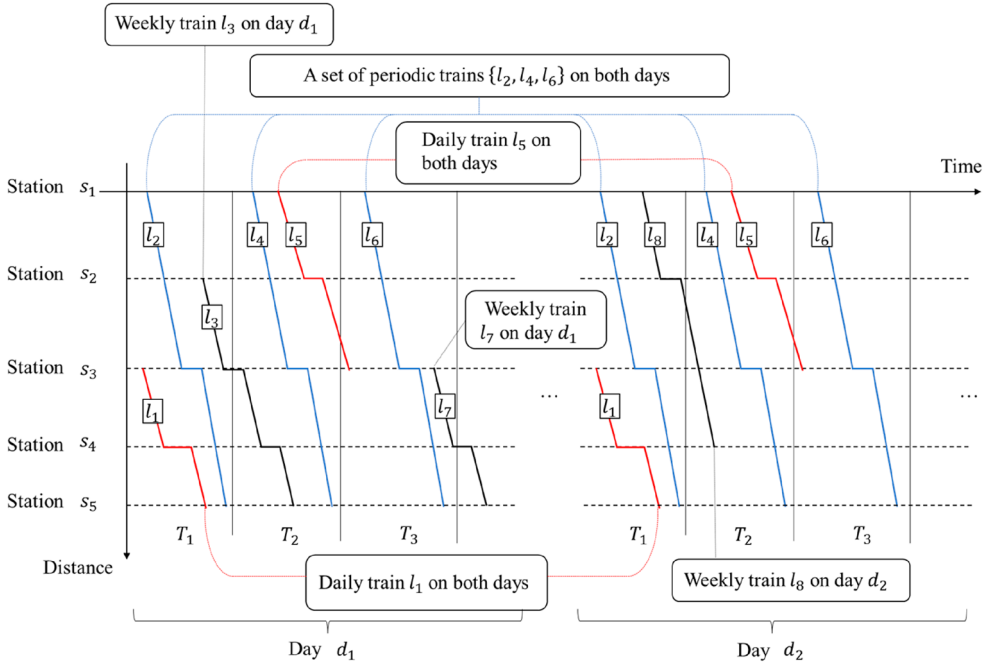 Weekly train l₃ on day d₁
A set of periodic trains {l₂, l₄, l₆} on both days
Daily train l₅ on
both days
Time
Station s₁
l₂
l₄
l₅
l₆
l₂
l₈
l₄
l₅
l₆
Station s₂
l₃
Weekly train
l₇ on day d₁
Station s₃
l₁
l₇
...
l₁
...
Station s₄
Station s₅
T₁
T₂
T₃
T₁
T₂
T₃
Distance
Daily train l₁ on both days
Weekly train l₈ on day d₂
Day d₁
Day d₂